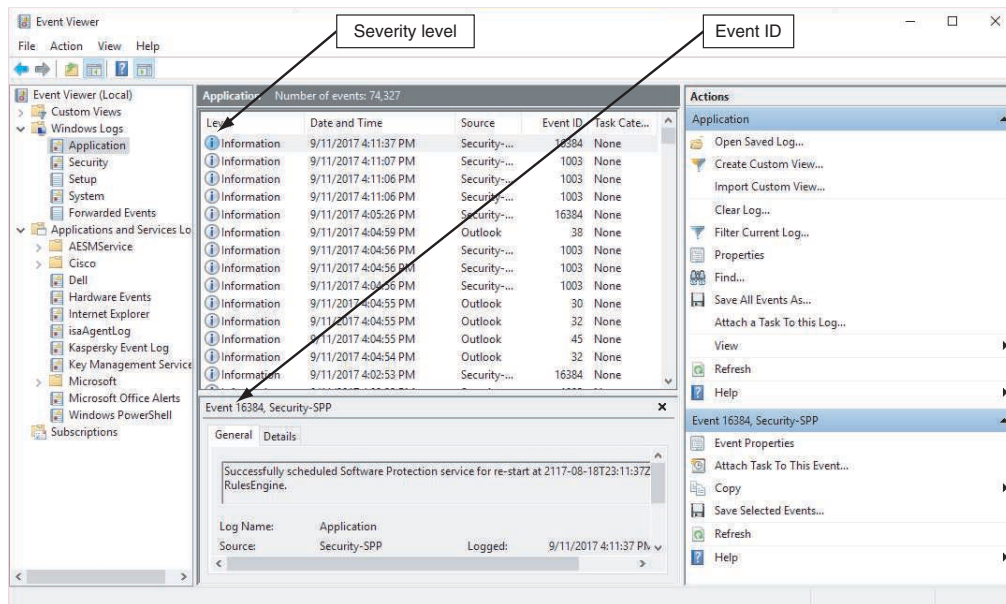 Event Viewer
Severity level
Event ID
File Action View Help
Event Viewer (Local)
Custom Views
Windows Logs
Application
Security
Setup
System
Forwarded Events
Applications and Services Lo
AESMService
Cisco
Dell
Hardware Events
Internet Explorer
isaAgentLog
Kaspersky Event Log
Key Management Service
Microsoft
Microsoft Office Alerts
Windows PowerShell
Subscriptions
Application Number of events: 74,327
Level Date and Time Source Event ID Task Cate...
Information 9/11/2017 4:11:37 PM Security-... 16384 None
Information 9/11/2017 4:11:07 PM Security-... 1003 None
Information 9/11/2017 4:11:06 PM Security-... 1003 None
Information 9/11/2017 4:11:06 PM Security-... 1003 None
Information 9/11/2017 4:05:26 PM Security-... 16384 None
Information 9/11/2017 4:04:59 PM Outlook 38 None
Information 9/11/2017 4:04:56 PM Security-... 1003 None
Information 9/11/2017 4:04:56 PM Security-... 1003 None
Information 9/11/2017 4:04:56 PM Security-... 1003 None
Information 9/11/2017 4:04:55 PM Outlook 30 None
Information 9/11/2017 4:04:55 PM Outlook 32 None
Information 9/11/2017 4:04:55 PM Outlook 45 None
Information 9/11/2017 4:04:54 PM Outlook 32 None
Information 9/11/2017 4:02:53 PM Security-... 16384 None
Event 16384, Security-SPP
General Details
Successfully scheduled Software Protection service for re-start at 2117-08-18T23:11:37Z
RulesEngine.
Log Name: Application
Source: Security-SPP Logged: 9/11/2017 4:11:37 PM
Actions
Application
Open Saved Log...
Create Custom View...
Import Custom View...
Clear Log...
Filter Current Log...
Properties
Find...
Save All Events As...
Attach a Task To this Log...
View
Refresh
Help
Event 16384, Security-SPP
Event Properties
Attach Task To This Event...
Copy
Save Selected Events...
Refresh
Help